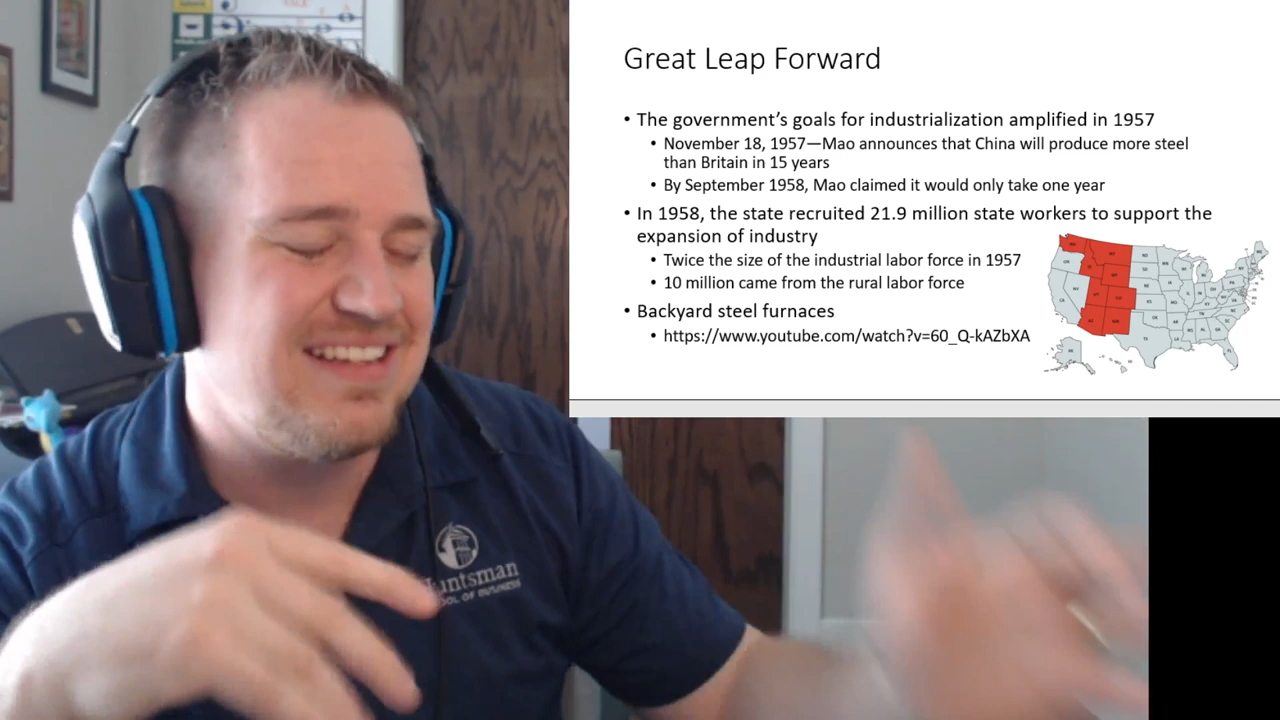 Great Leap Forward
• The government's goals for industrialization amplified in 1957
• November 18, 1957—Mao announces that China will produce more steel
than Britain in 15 years
• By September 1958, Mao claimed it would only take one year
• In 1958, the state recruited 21.9 million state workers to support the
expansion of industry
• Twice the size of the industrial labor force in 1957
• 10 million came from the rural labor force
• Backyard steel furnaces
• https://www.youtube.com/watch?v=60_Q-kAZbXA
Huntsman
OOL OF BUSINESS